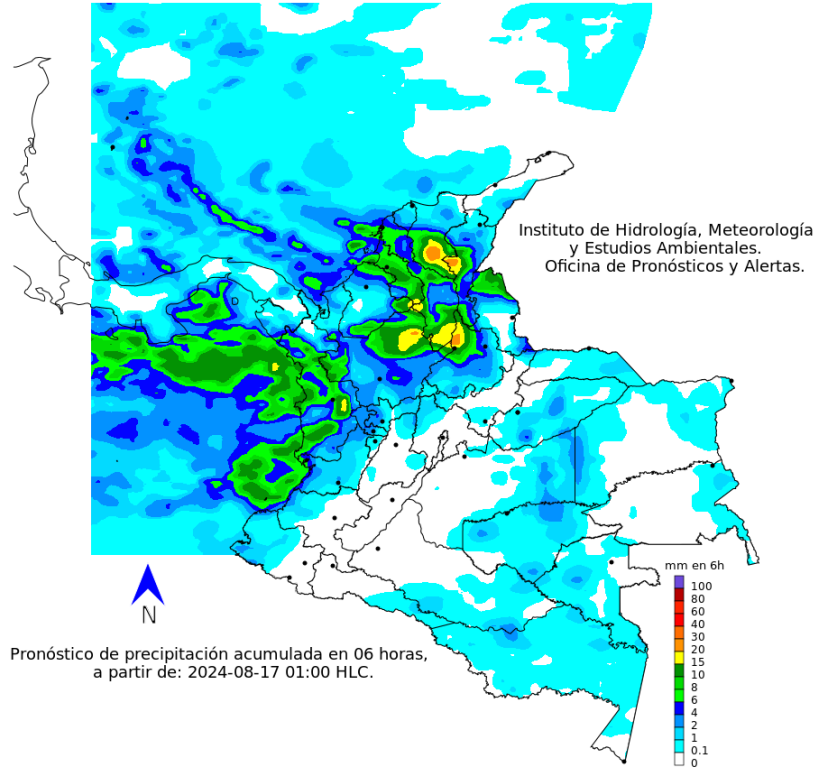 Instituto de Hidrología, Meteorología
y Estudios Ambientales.
Oficina de Pronósticos y Alertas.
mm en 6h
100
80
60
40
30
20
15
10
8
6
4
2
1
0.1
0
N
Pronóstico de precipitación acumulada en 06 horas,
a partir de: 2024-08-17 01:00 HLC.